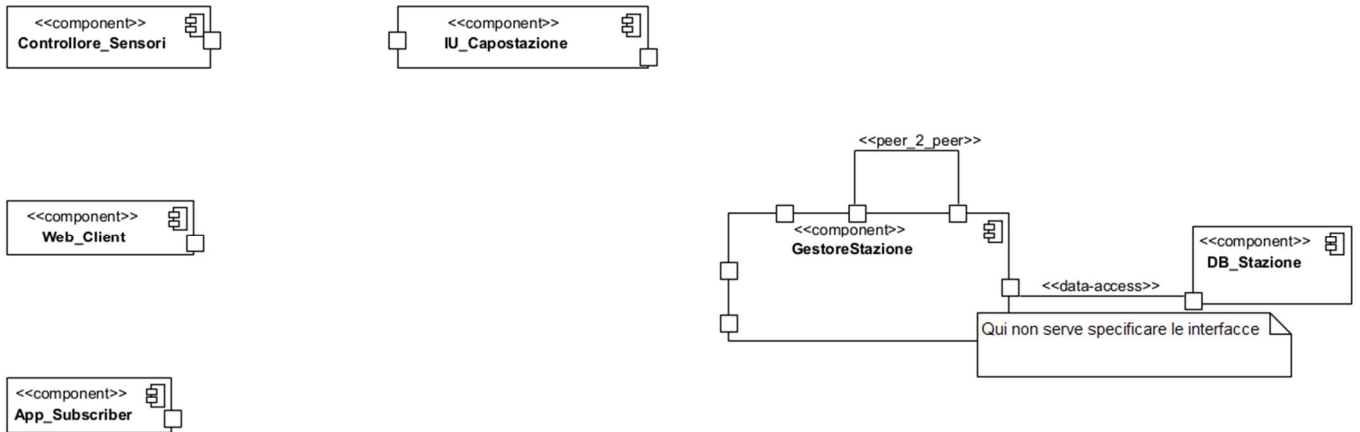 <<component>>
Controllore_Sensori
<<component>>
IU_Capostazione
<<peer_2_peer>>
<<component>>
Web_Client
<<component>>
GestoreStazione
<<component>>
DB_Stazione
<<data-access>>
Qui non serve specificare le interfacce
<<component>>
App_Subscriber